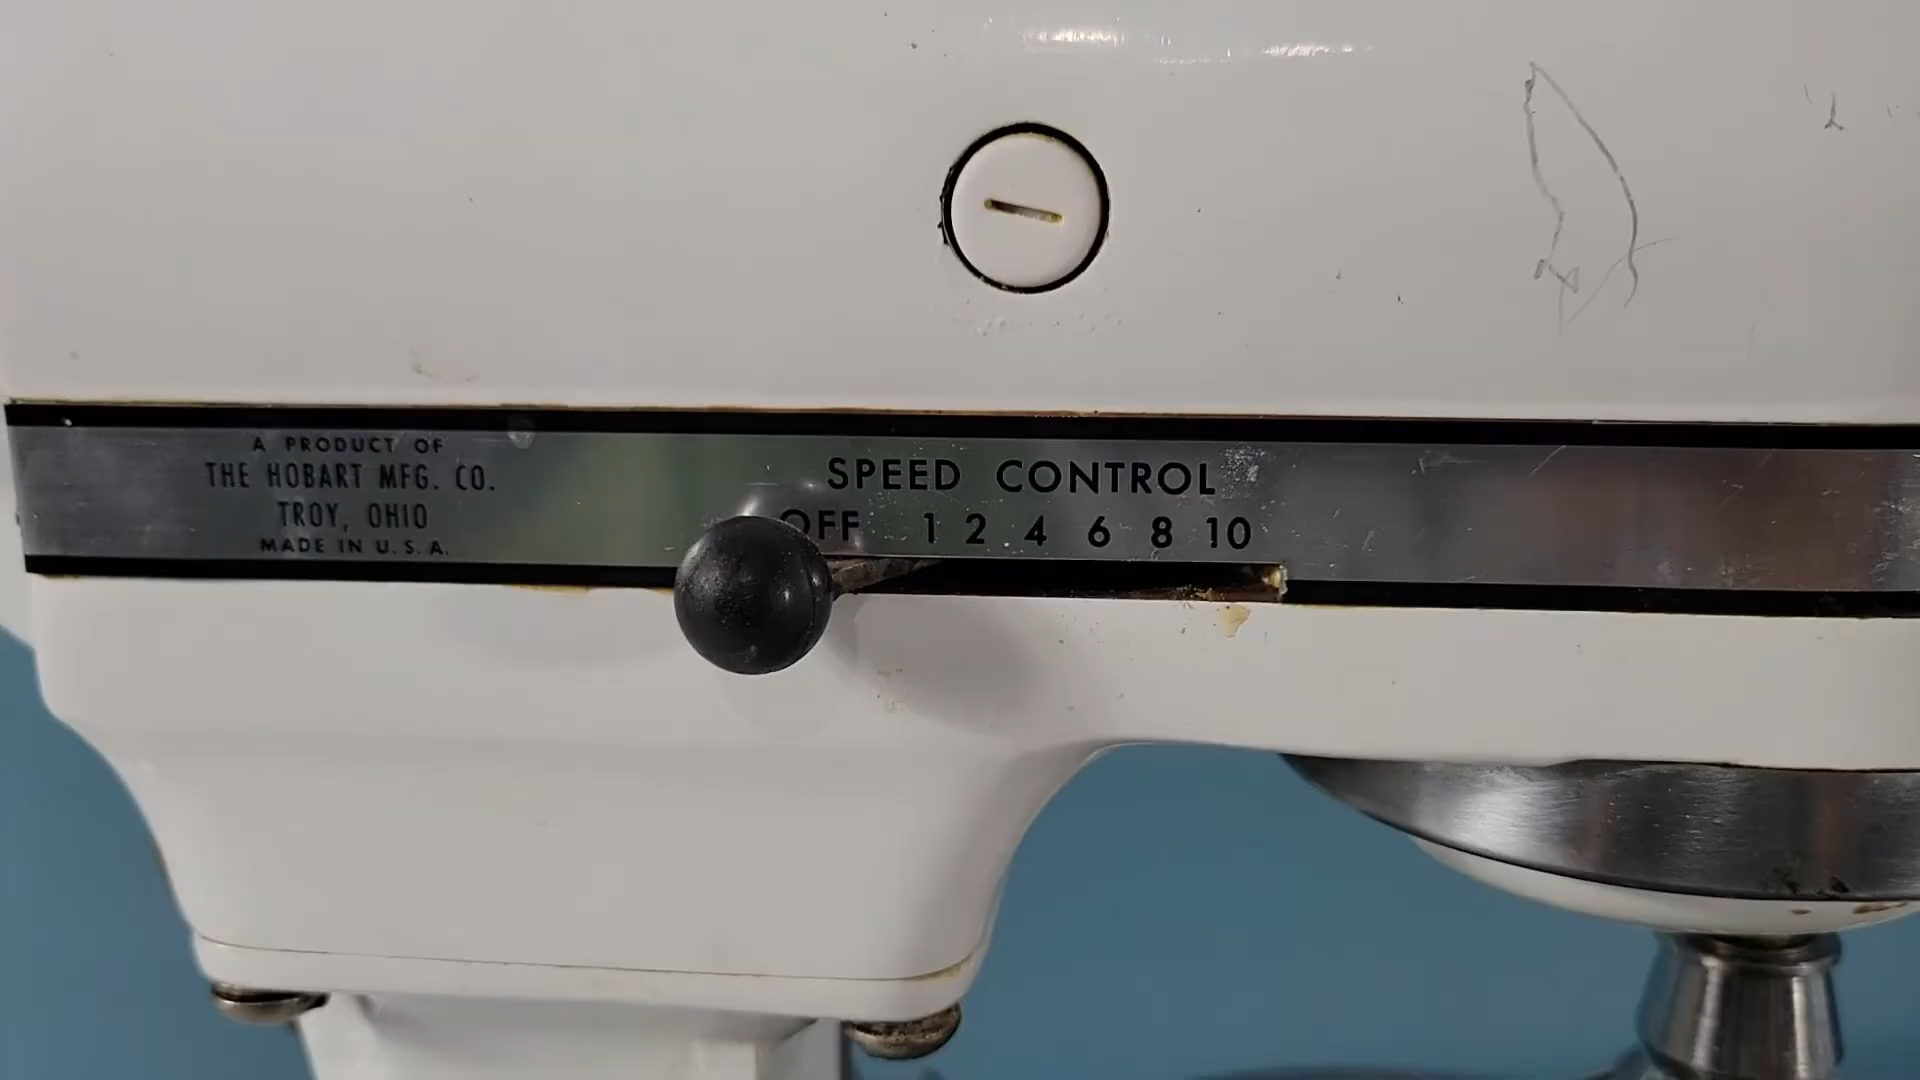 A PRODUCT OF
THE HOBART MFG. CO.
TROY, OHIO
MADE IN U.S.A.
SPEED CONTROL
OFF 1 2 4 6 8 10